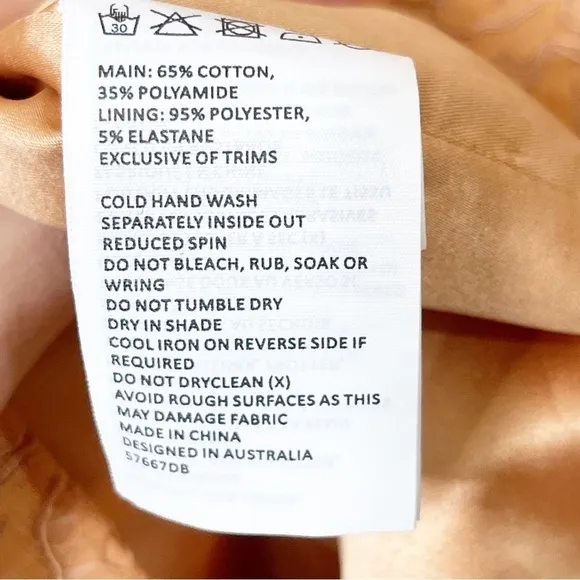 30
MAIN: 65% COTTON,
35% POLYAMIDE
LINING: 95% POLYESTER,
5% ELASTANE
EXCLUSIVE OF TRIMS
COLD HAND WASH
SEPARATELY INSIDE OUT
REDUCED SPIN
DO NOT BLEACH, RUB, SOAK OR
WRING
DO NOT TUMBLE DRY
DRY IN SHADE
COOL IRON ON REVERSE SIDE IF
REQUIRED
DO NOT DRYCLEAN (X)
AVOID ROUGH SURFACES AS THIS
MAY DAMAGE FABRIC
MADE IN CHINA
DESIGNED IN AUSTRALIA
57667DB